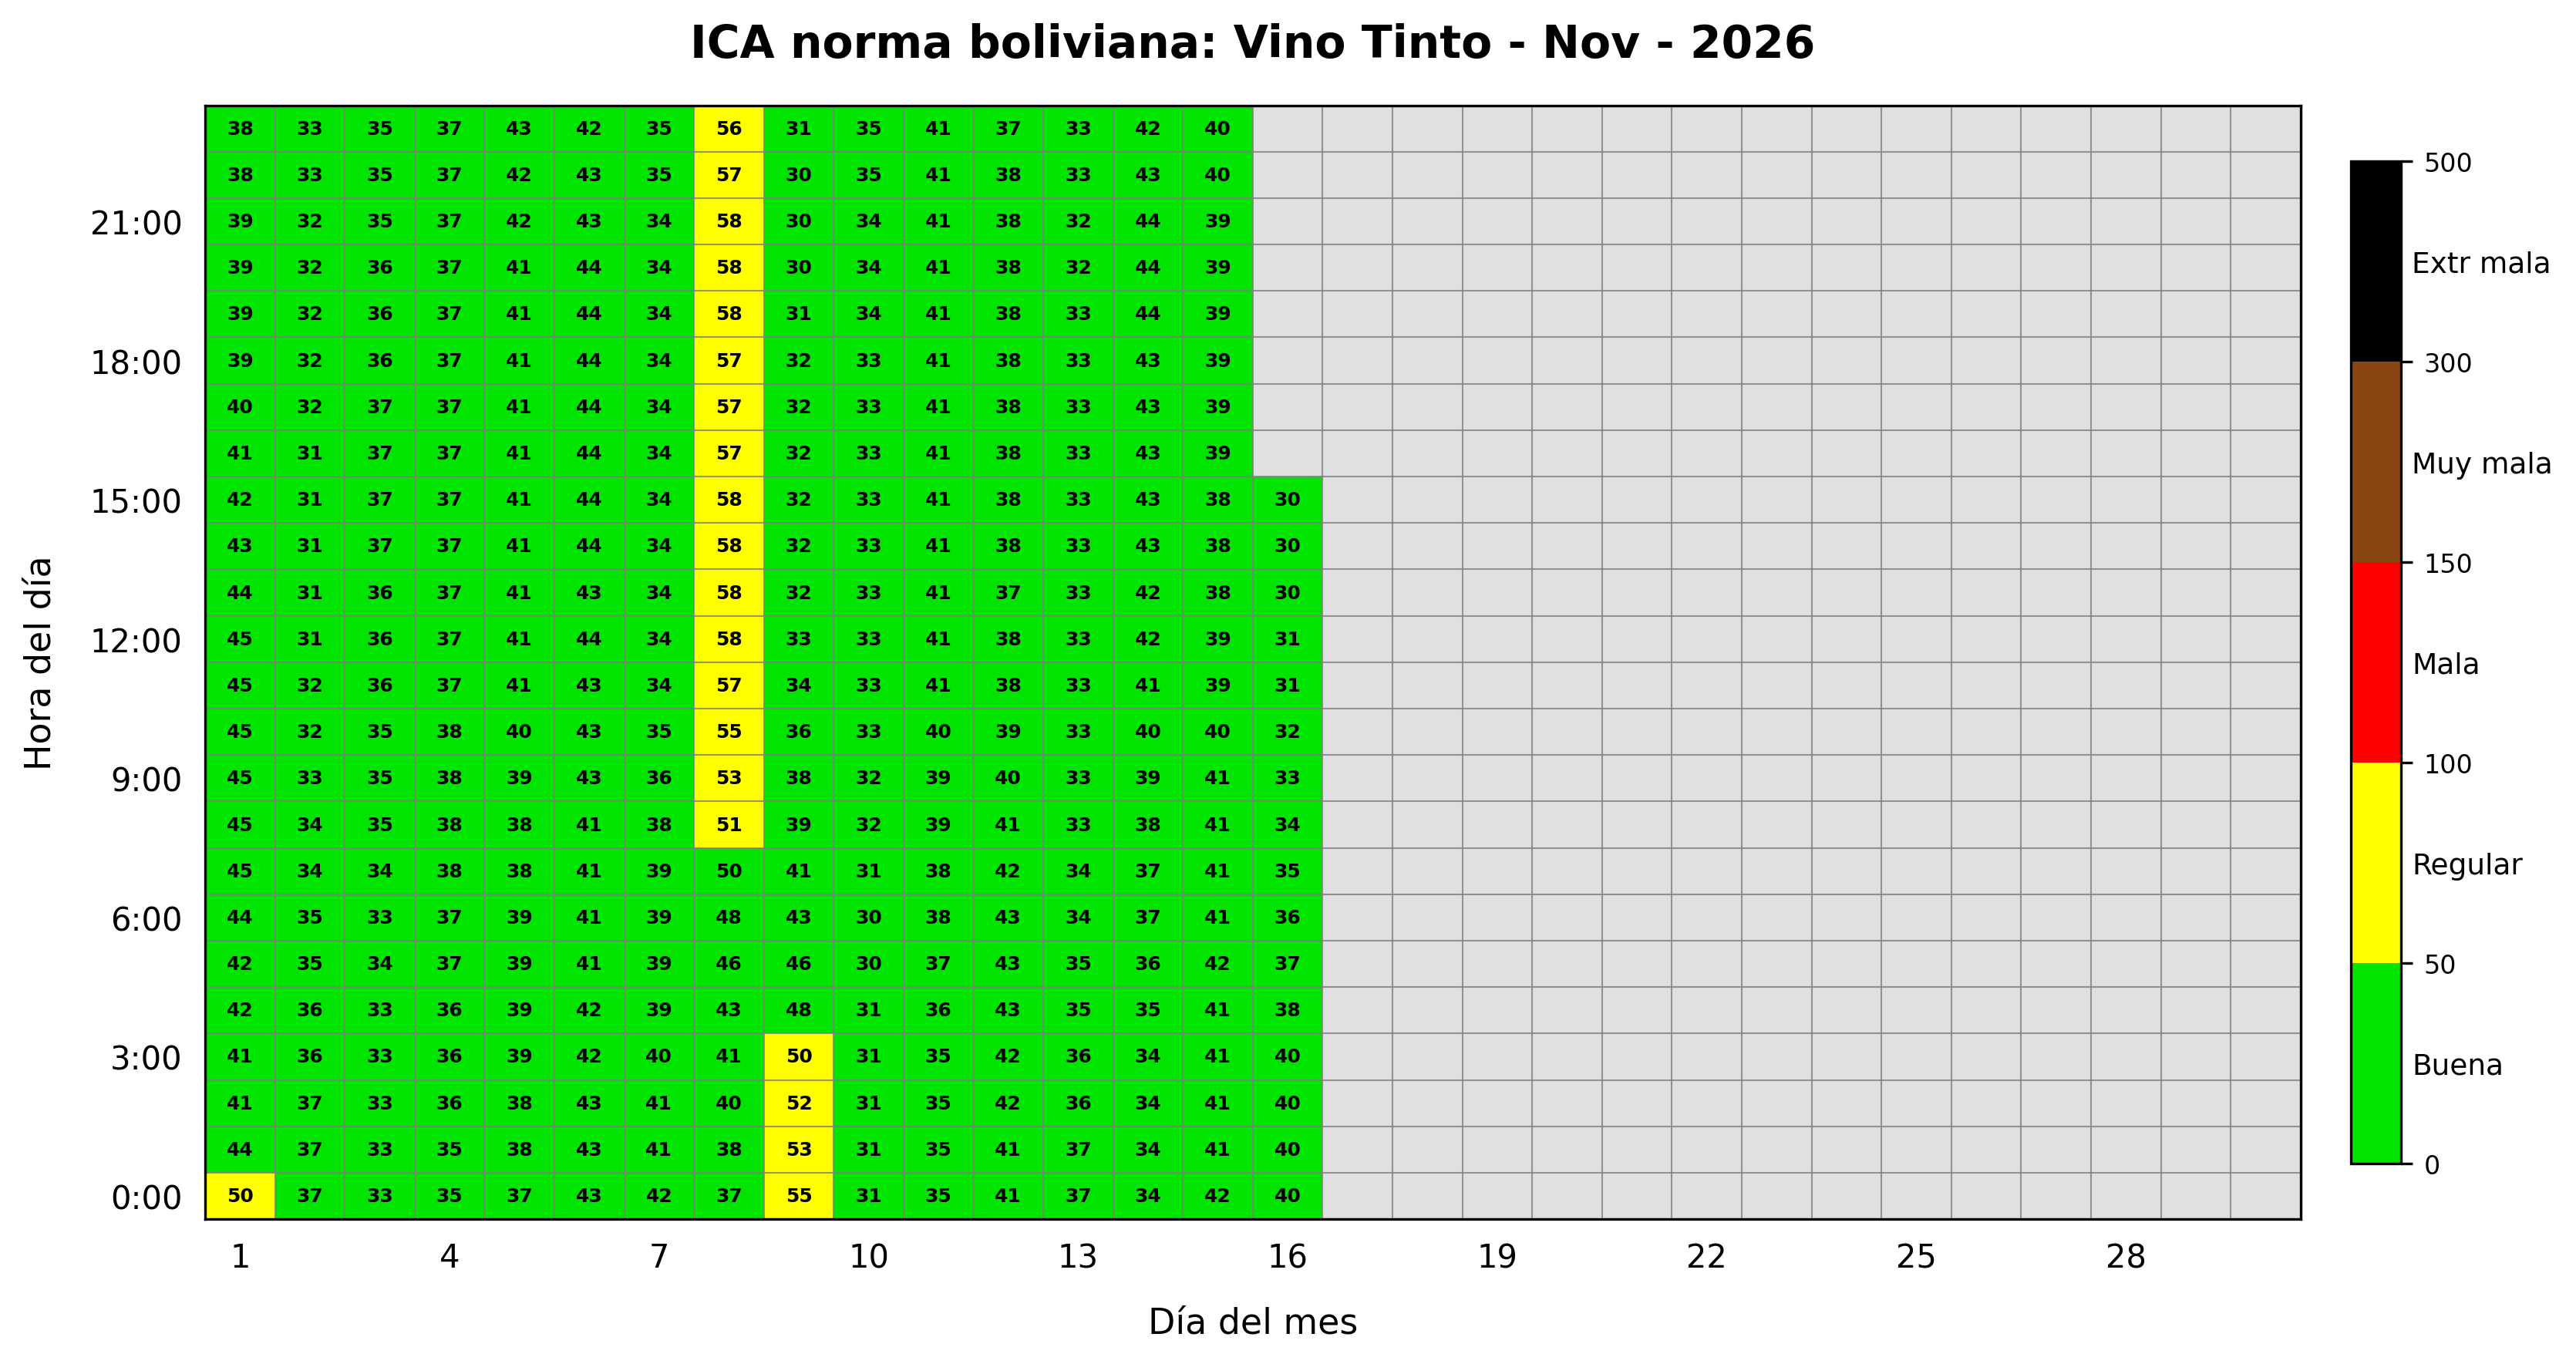 ICA norma boliviana: Vino Tinto - Nov - 2026
38 33 35 37 43 42 35 56 31 35 41 37 33 42 40
38 33 35 37 42 43 35 57 30 35 41 38 33 43 40
21:00 39 32 35 37 42 43 34 58 30 34 41 38 32 44 39
39 32 36 37 41 44 34 58 30 34 41 38 32 44 39
39 32 36 37 41 44 34 58 31 34 41 38 33 44 39
18:00 39 32 36 37 41 44 34 57 32 33 41 38 33 43 39
40 32 37 37 41 44 34 57 32 33 41 38 33 43 39
41 31 37 37 41 44 34 57 32 33 41 38 33 43 39
15:00 42 31 37 37 41 44 34 58 32 33 41 38 33 43 38 30
43 31 37 37 41 44 34 58 32 33 41 38 33 43 38 30
44 31 36 37 41 43 34 58 32 33 41 37 33 42 38 30
12:00 45 31 36 37 41 44 34 58 33 33 41 38 33 42 39 31
45 32 36 37 41 43 34 57 34 33 41 38 33 41 39 31
45 32 35 38 40 43 35 55 36 33 40 39 33 40 40 32
9:00 45 33 35 38 39 43 36 53 38 32 39 40 33 39 41 33
45 34 35 38 38 41 38 51 39 32 39 41 33 38 41 34
45 34 34 38 38 41 39 50 41 31 38 42 34 37 41 35
6:00 44 35 33 37 39 41 39 48 43 30 38 43 34 37 41 36
42 35 34 37 39 41 39 46 46 30 37 43 35 36 42 37
42 36 33 36 39 42 39 43 48 31 36 43 35 35 41 38
3:00 41 36 33 36 39 42 40 41 50 31 35 42 36 34 41 40
41 37 33 36 38 43 41 40 52 31 35 42 36 34 41 40
44 37 33 35 38 43 41 38 53 31 35 41 37 34 41 40
0:00 50 37 33 35 37 43 42 37 55 31 35 41 37 34 42 40
1 4 7 10 13 16 19 22 25 28
Hora del día
Día del mes
500
Extr mala
300
Muy mala
150
Mala
100
Regular
50
Buena
0